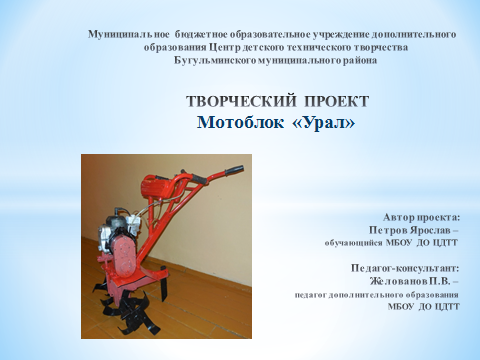 Муниципальное бюджетное образовательное учреждение дополнительного
образования Центр детского технического творчества
Бугульминского муниципального района
ТВОРЧЕСКИЙ ПРОЕКТ
Мотоблок «Урал»
Автор проекта:
Петров Ярослав –
обучающийся МБОУ ДО ЦДТТ
Педагог-консультант:
Желованов П.В. –
педагог дополнительного образования
МБОУ ДО ЦДТТ